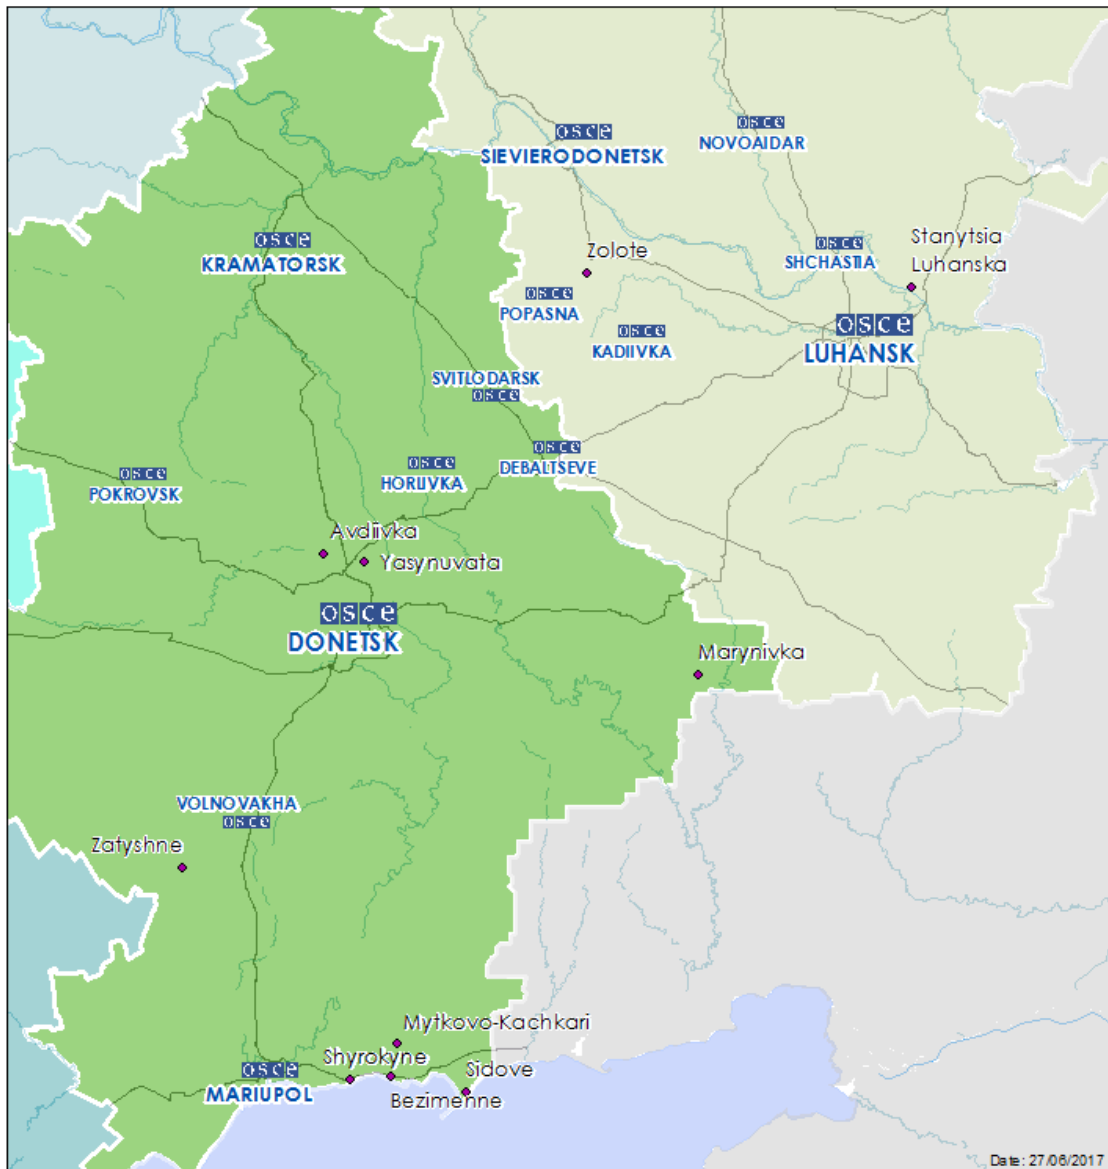 osce
SIEVIERODONETSK
osce
NOVOAIDAR
osce
KRAMATORSK
Zolote
osce
SHCHASTIA
Stanytsia
Luhanska
osce
POPASNA
osce
KADIIVKA
osce
LUHANSK
SVITLODARSK
osce
osce
DEBALTSEVE
osce
HORLIVKA
osce
POKROVSK
Avdiivka
Yasynuvata
osce
DONETSK
Marynivka
VOLNOVAKHA
osce
Zatyshne
Mytkovo-Kachkari
Shyrokyne
Sidove
osce
MARIUPOL
Bezimenne
Date: 27/06/2017